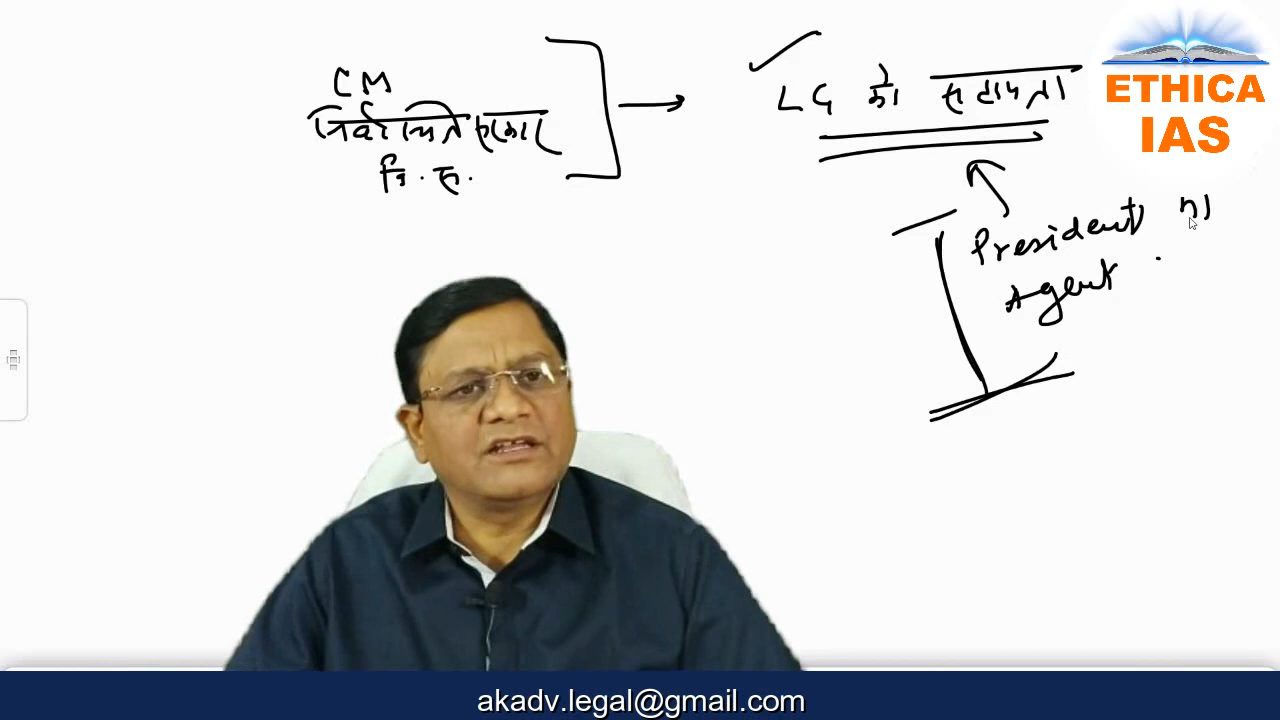 CM
निर्वाचित सरकार
वि. स.
LG को सहायता
President का
Agent
ETHICA
IAS
akadv.legal@gmail.com